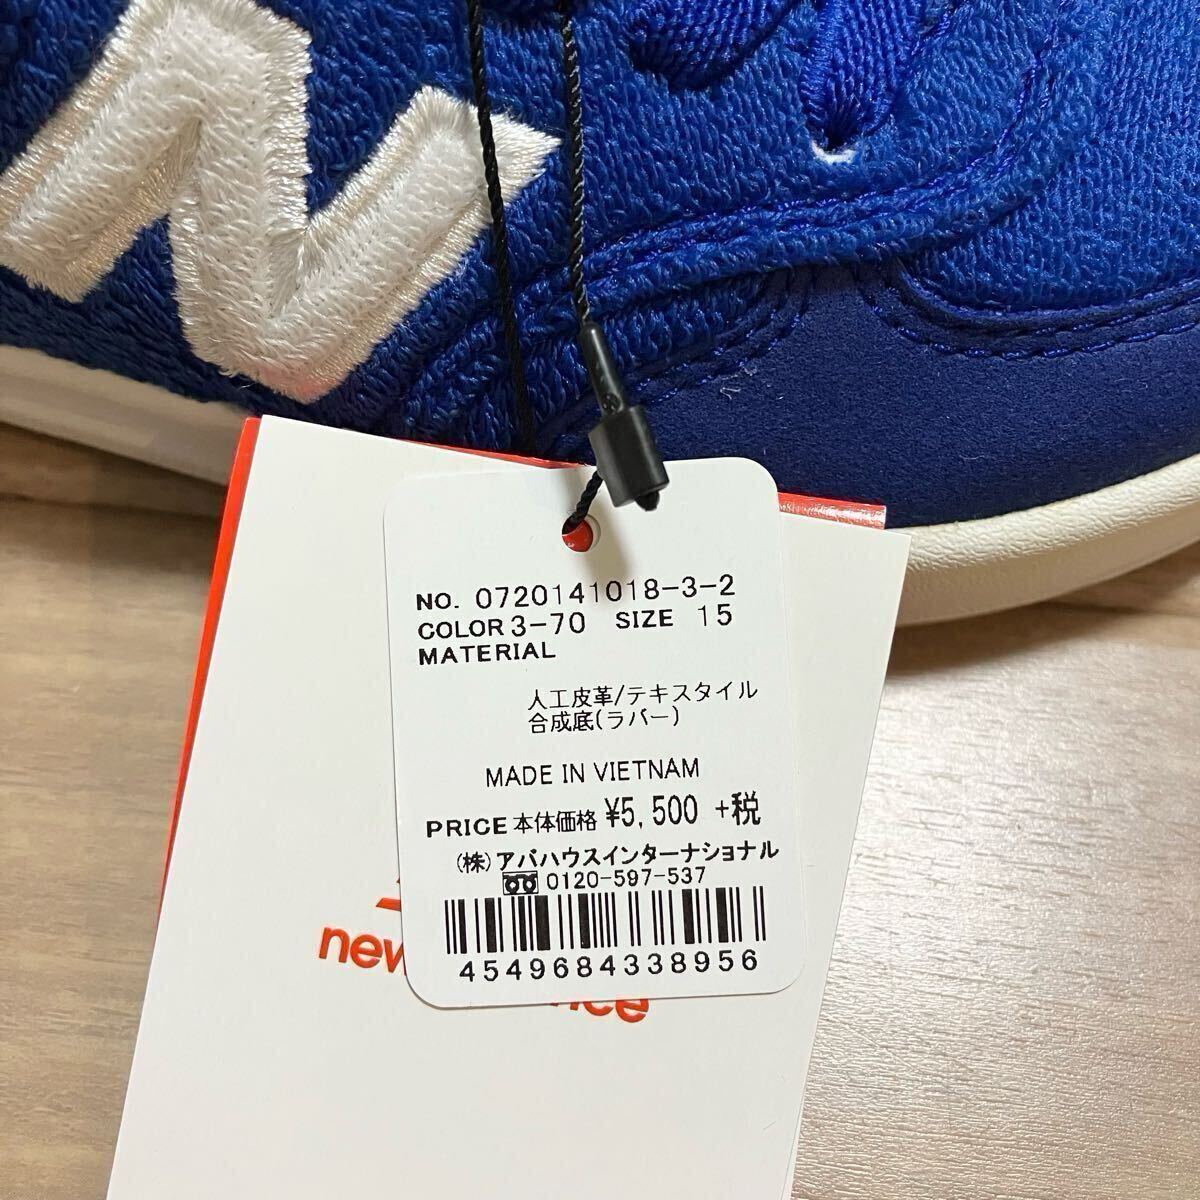 N
NO. 0720141018-3-2
COLOR 3-70 SIZE 15
MATERIAL
人工皮革/テキスタイル
合成底(ラバー)
MADE IN VIETNAM
PRICE 本体価格 ¥5,500 +税
(株)アバハウスインターナショナル
0120-597-537
4549684338956
new
nce